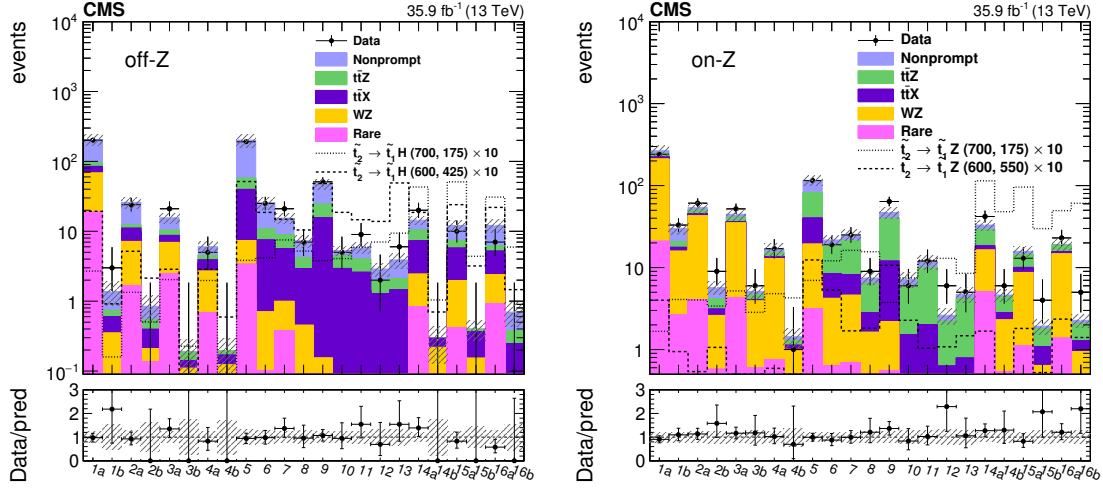 CMS 35.9 fb⁻¹ (13 TeV)
events
10⁴
10³
10²
10
1
10⁻¹
off-Z
Data
Nonprompt
tt̄Z
tt̄X
WZ
Rare
t̃₂ → t̃₁ H (700, 175) × 10
t̃₂ → t̃₁ H (600, 425) × 10
Data/pred
3
2
1
0
1a 1b 2a 2b 3a 3b 4a 4b 5 6 7 8 9 10 11 12 13 14a 14b 15a 15b 16a 16b
CMS 35.9 fb⁻¹ (13 TeV)
events
10⁴
10³
10²
10
1
on-Z
Data
Nonprompt
tt̄Z
tt̄X
WZ
Rare
t̃₂ → t̃₁ Z (700, 175) × 10
t̃₂ → t̃₁ Z (600, 550) × 10
Data/pred
3
2
1
0
1a 1b 2a 2b 3a 3b 4a 4b 5 6 7 8 9 10 11 12 13 14a 14b 15a 15b 16a 16b